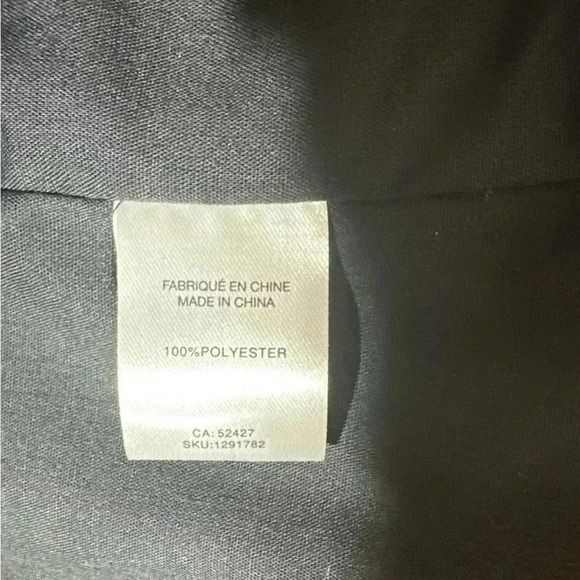 FABRIQUÉ EN CHINE
MADE IN CHINA
100%POLYESTER
CA: 52427
SKU:1291782